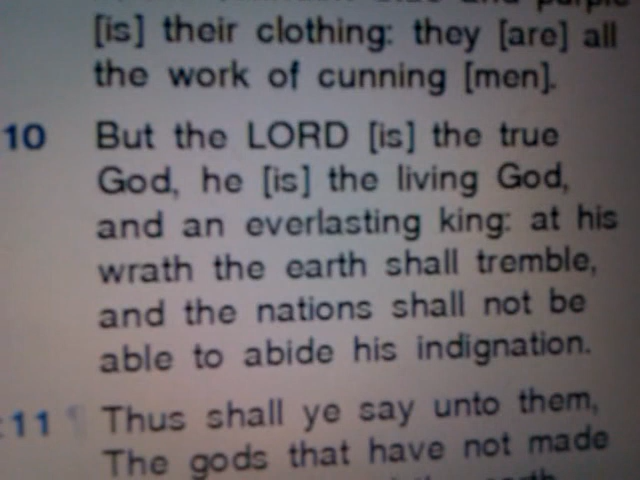 and purple
[is] their clothing: they [are] all
the work of cunning [men].
10 But the LORD [is] the true
God, he [is] the living God,
and an everlasting king: at his
wrath the earth shall tremble,
and the nations shall not be
able to abide his indignation.
:11 ¶ Thus shall ye say unto them,
The gods that have not made
earth